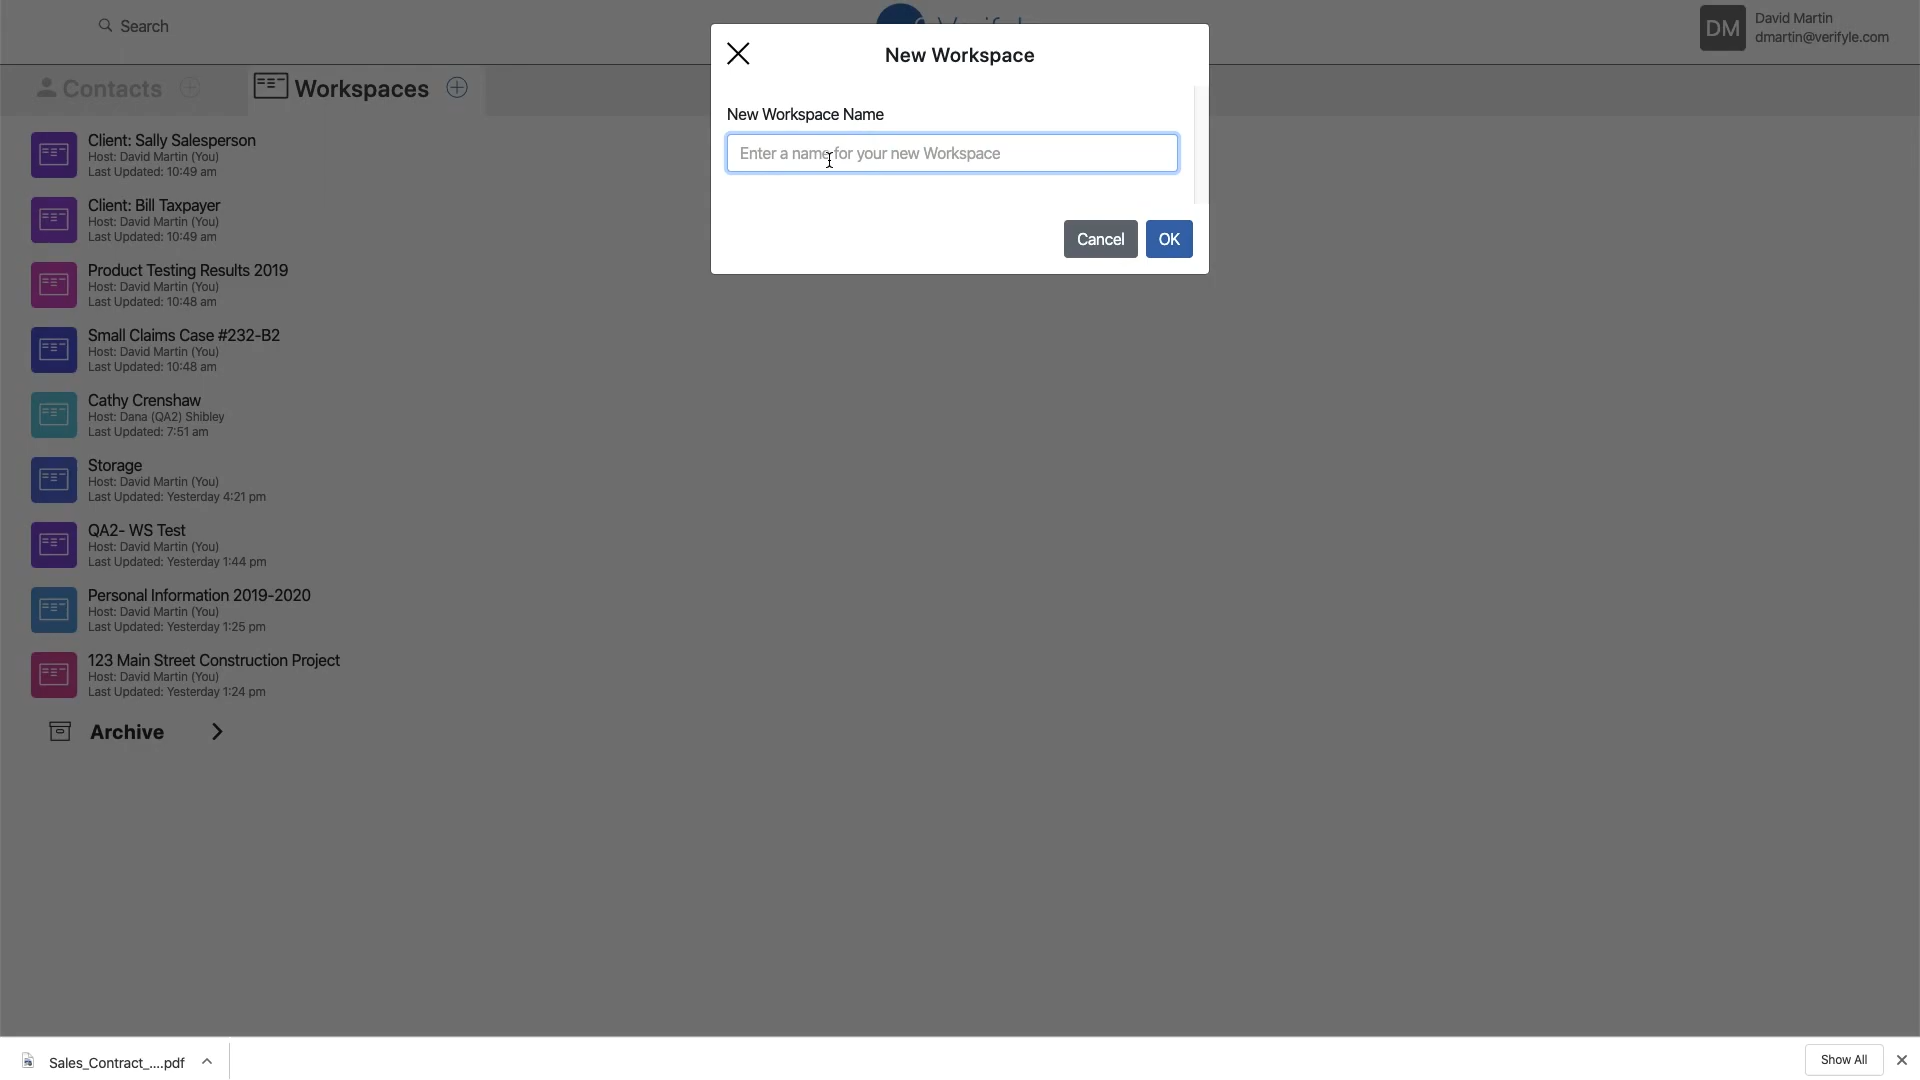 Search
David Martin
DM
dmartin@verifyle.com
New Workspace
Contacts
Workspaces
New Workspace Name
Enter a name for your new Workspace
Cancel
OK
Client: Sally Salesperson
Host: David Martin (You)
Last Updated: 10:49 am
Client: Bill Taxpayer
Host: David Martin (You)
Last Updated: 10:49 am
Product Testing Results 2019
Host: David Martin (You)
Last Updated: 10:48 am
Small Claims Case #232-B2
Host: David Martin (You)
Last Updated: 10:48 am
Cathy Crenshaw
Host: Dana (QA2) Shibley
Last Updated: 7:51 am
Storage
Host: David Martin (You)
Last Updated: Yesterday 4:21 pm
QA2- WS Test
Host: David Martin (You)
Last Updated: Yesterday 1:44 pm
Personal Information 2019-2020
Host: David Martin (You)
Last Updated: Yesterday 1:25 pm
123 Main Street Construction Project
Host: David Martin (You)
Last Updated: Yesterday 1:24 pm
Archive
Sales_Contract_....pdf
Show All